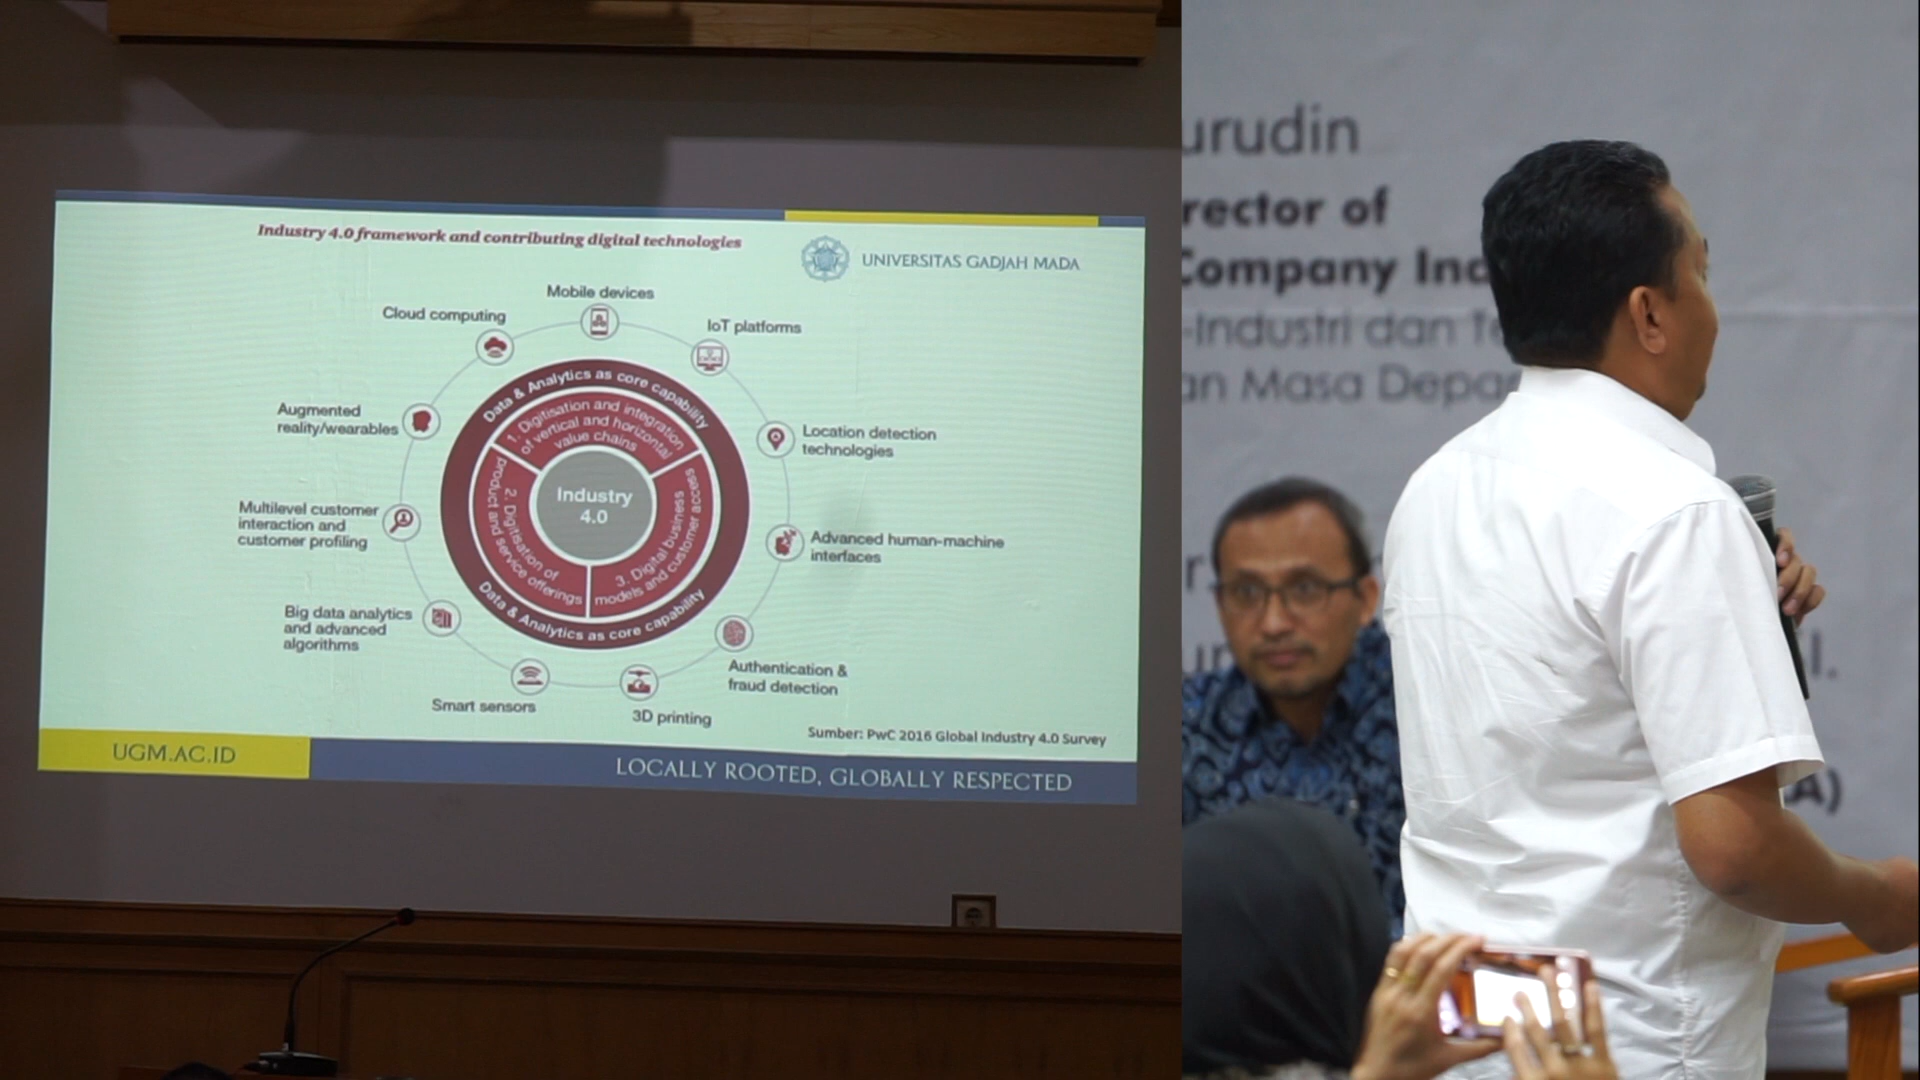 Industry 4.0 framework and contributing digital technologies
UNIVERSITAS GADJAH MADA
Mobile devices
Cloud computing
IoT platforms
Augmented
reality/wearables
Location detection
technologies
Multilevel customer
interaction and
customer profiling
Advanced human-machine
interfaces
Big data analytics
and advanced
algorithms
Authentication &
fraud detection
Smart sensors
3D printing
Data & Analytics as core capability
1. Digitisation and integration
of vertical and horizontal
value chains
2. Digitisation of
product and service offerings
3. Digital business
models and customer access
Industry
4.0
Data & Analytics as core capability
Sumber: PwC 2016 Global Industry 4.0 Survey
UGM.AC.ID
LOCALLY ROOTED, GLOBALLY RESPECTED
urudin
rector of
Company Ind
-Industri dan Te
an Masa Depa
A)